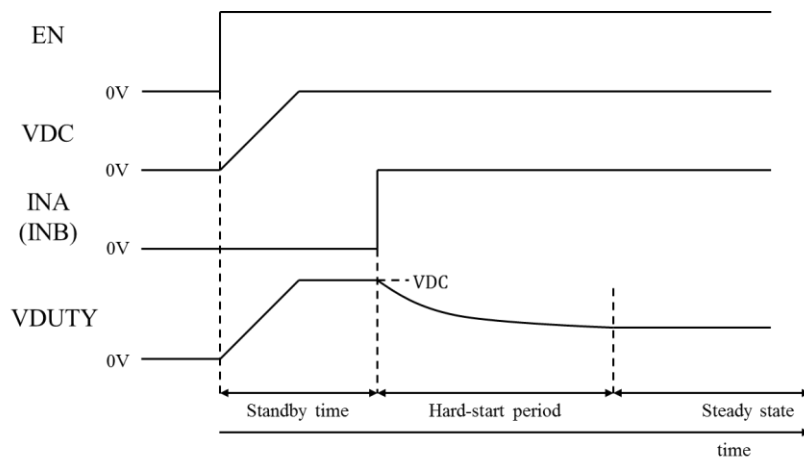 EN
0V
VDC
0V
INA
(INB)
0V
VDC
VDUTY
0V
Standby time
Hard-start period
Steady state
time